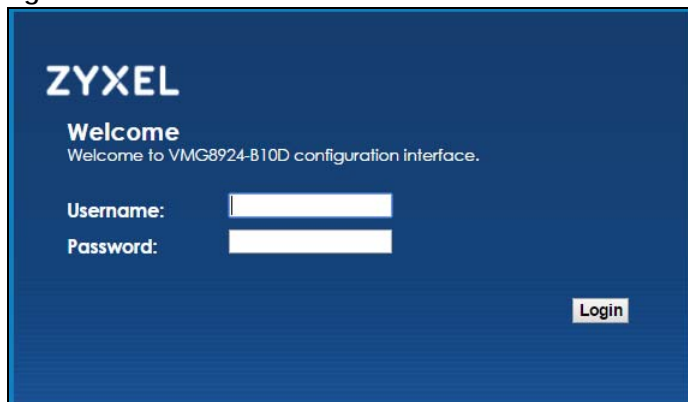 ZYXEL
Welcome
Welcome to VMG8924-B10D configuration interface.
Username:
Password:
Login